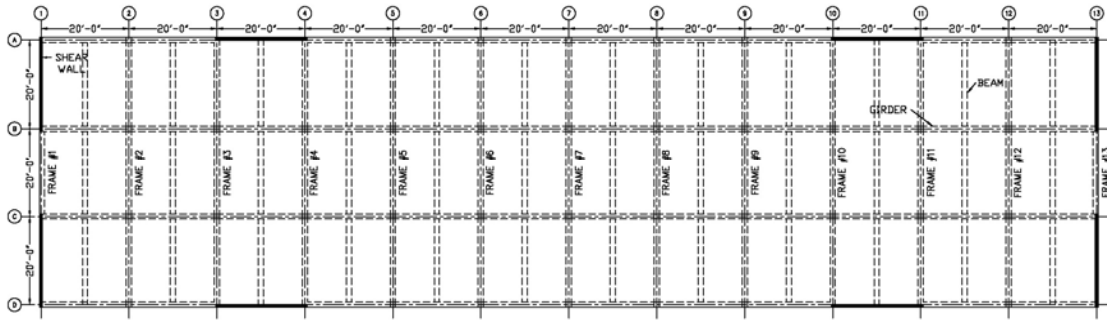 1 2 3 4 5 6 7 8 9 10 11 12 13
20'-0" 20'-0" 20'-0" 20'-0" 20'-0" 20'-0" 20'-0" 20'-0" 20'-0" 20'-0" 20'-0" 20'-0"
A
SHEAR
WALL
20'-0"
BEAM
GIRDER
B
20'-0"
FRAME #1 FRAME #2 FRAME #3 FRAME #4 FRAME #5 FRAME #6 FRAME #7 FRAME #8 FRAME #9 FRAME #10 FRAME #11 FRAME #12 FRAME #13
C
20'-0"
D